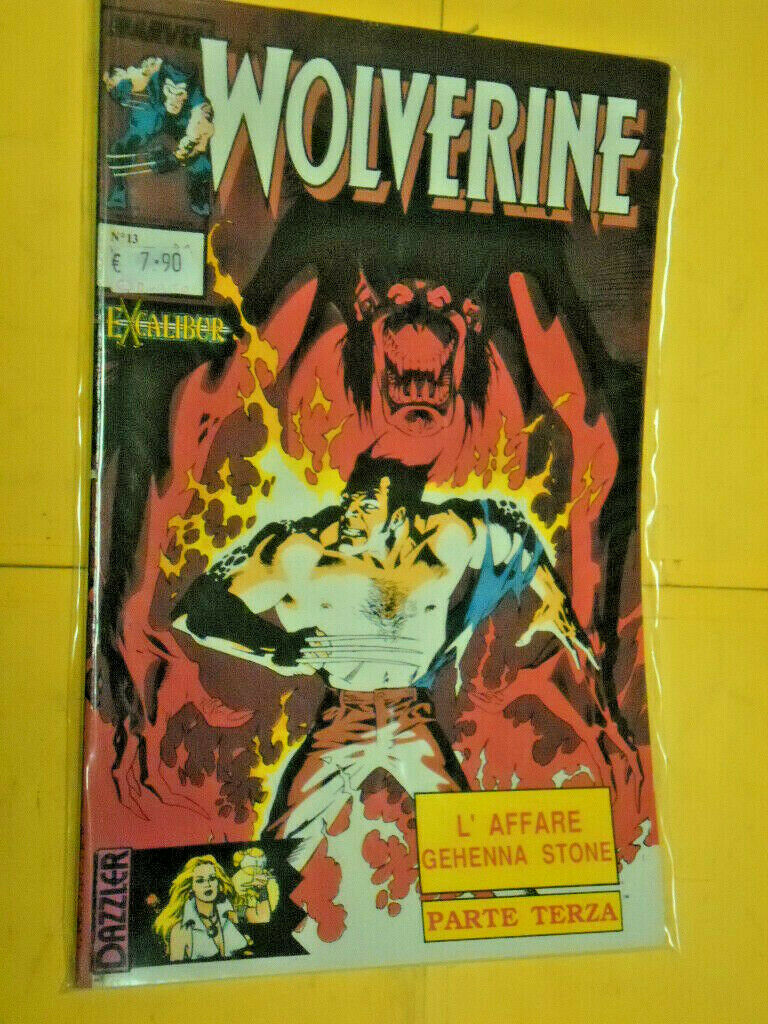 MARVEL
WOLVERINE
N°13
€ 7.90
EXCALIBUR
L' AFFARE
GEHENNA STONE
PARTE TERZA
DAZZLER